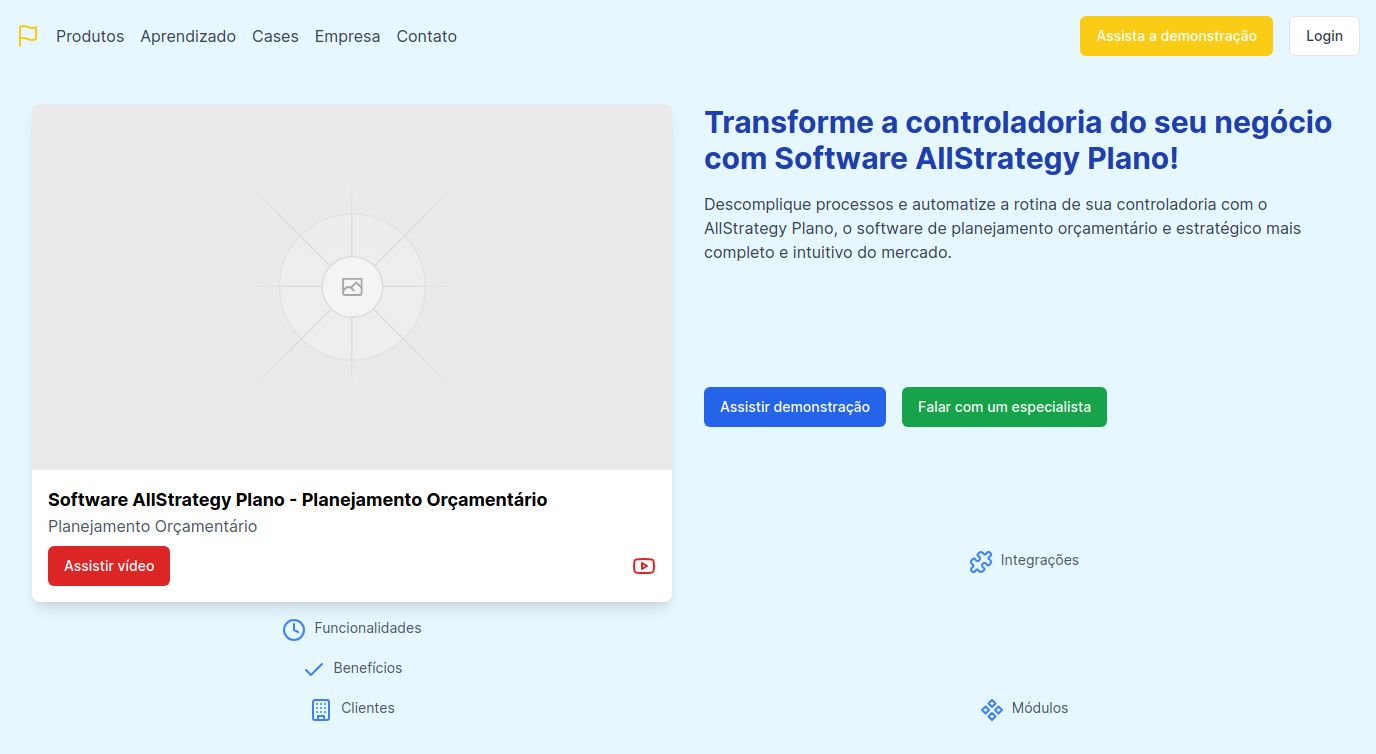 Produtos Aprendizado Cases Empresa Contato Assista a demonstração Login
Transforme a controladoria do seu negócio
com Software AllStrategy Plano!
Descomplique processos e automatize a rotina de sua controladoria com o
AllStrategy Plano, o software de planejamento orçamentário e estratégico mais
completo e intuitivo do mercado.
Assistir demonstração Falar com um especialista
Software AllStrategy Plano - Planejamento Orçamentário
Planejamento Orçamentário
Assistir vídeo
Integrações
Funcionalidades
Benefícios
Clientes
Módulos